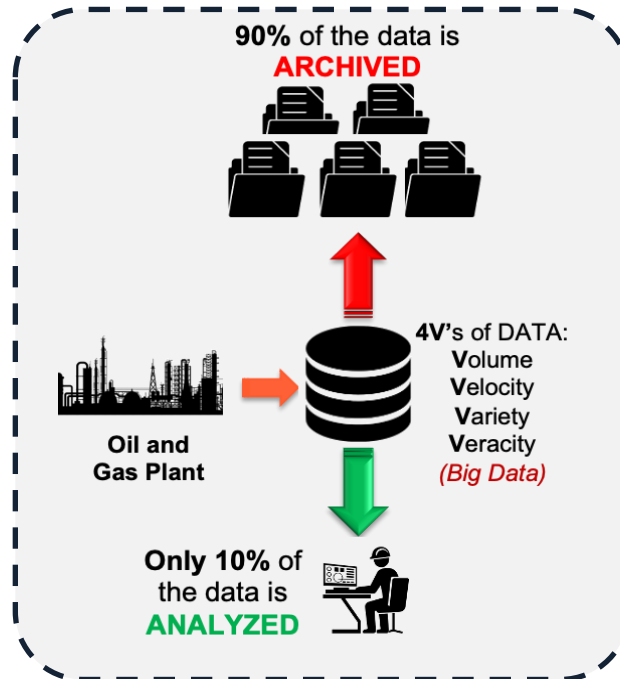 90% of the data is
ARCHIVED
4V's of DATA:
Volume
Velocity
Variety
Veracity
(Big Data)
Oil and
Gas Plant
Only 10% of
the data is
ANALYZED